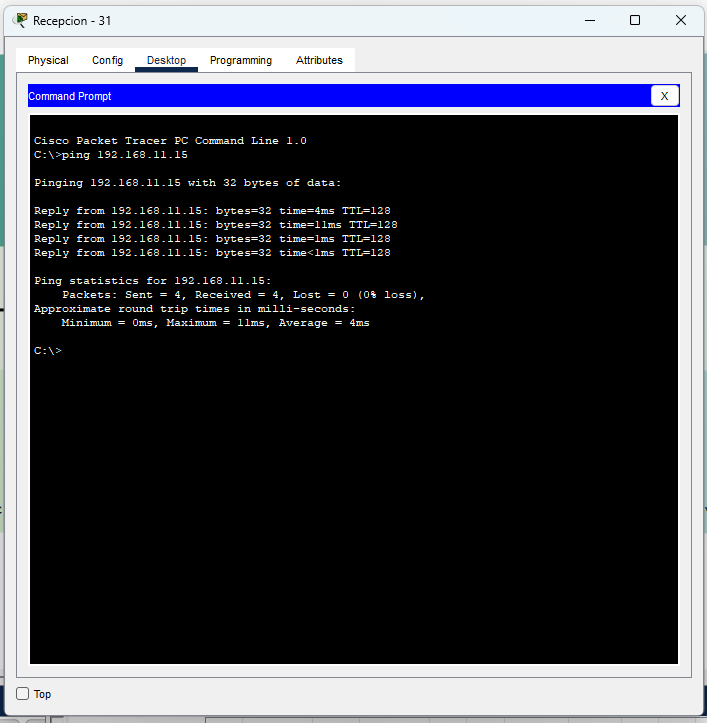 Recepcion - 31
Physical Config Desktop Programming Attributes
Command Prompt X
Cisco Packet Tracer PC Command Line 1.0
C:\>ping 192.168.11.15
Pinging 192.168.11.15 with 32 bytes of data:
Reply from 192.168.11.15: bytes=32 time=4ms TTL=128
Reply from 192.168.11.15: bytes=32 time=11ms TTL=128
Reply from 192.168.11.15: bytes=32 time=1ms TTL=128
Reply from 192.168.11.15: bytes=32 time<1ms TTL=128
Ping statistics for 192.168.11.15:
Packets: Sent = 4, Received = 4, Lost = 0 (0% loss),
Approximate round trip times in milli-seconds:
Minimum = 0ms, Maximum = 11ms, Average = 4ms
C:\>
Top